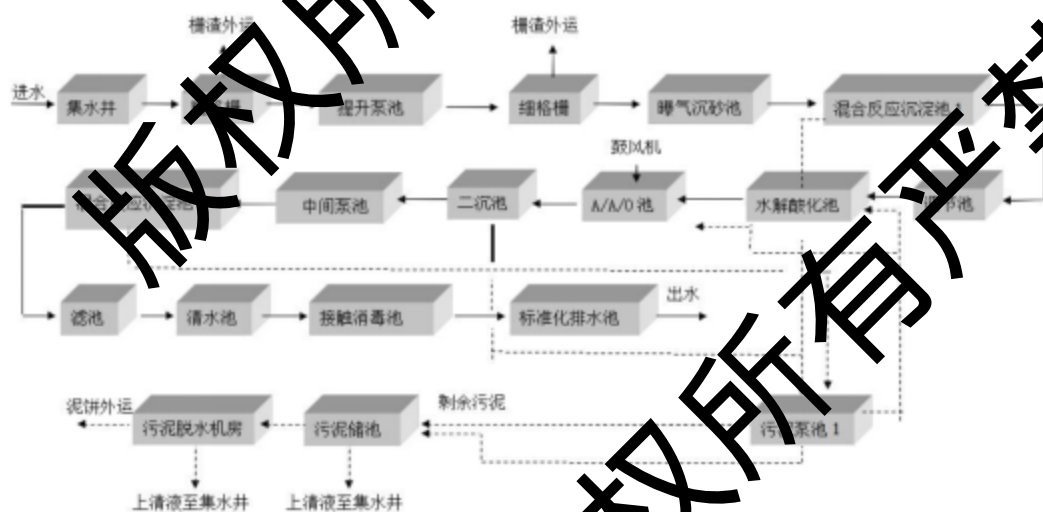 栅渣外运
栅渣外运
进水
集水井
提升泵池
细格栅
曝气沉砂池
混合反应沉淀池1
鼓风机
中间泵池
二沉池
A/A/O池
水解酸化池
滤池
清水池
接触消毒池
标准化排水池
出水
泥饼外运
污泥脱水机房
污泥储池
剩余污泥
污泥泵池1
上清液至集水井
上清液至集水井
版权所
权所有严禁